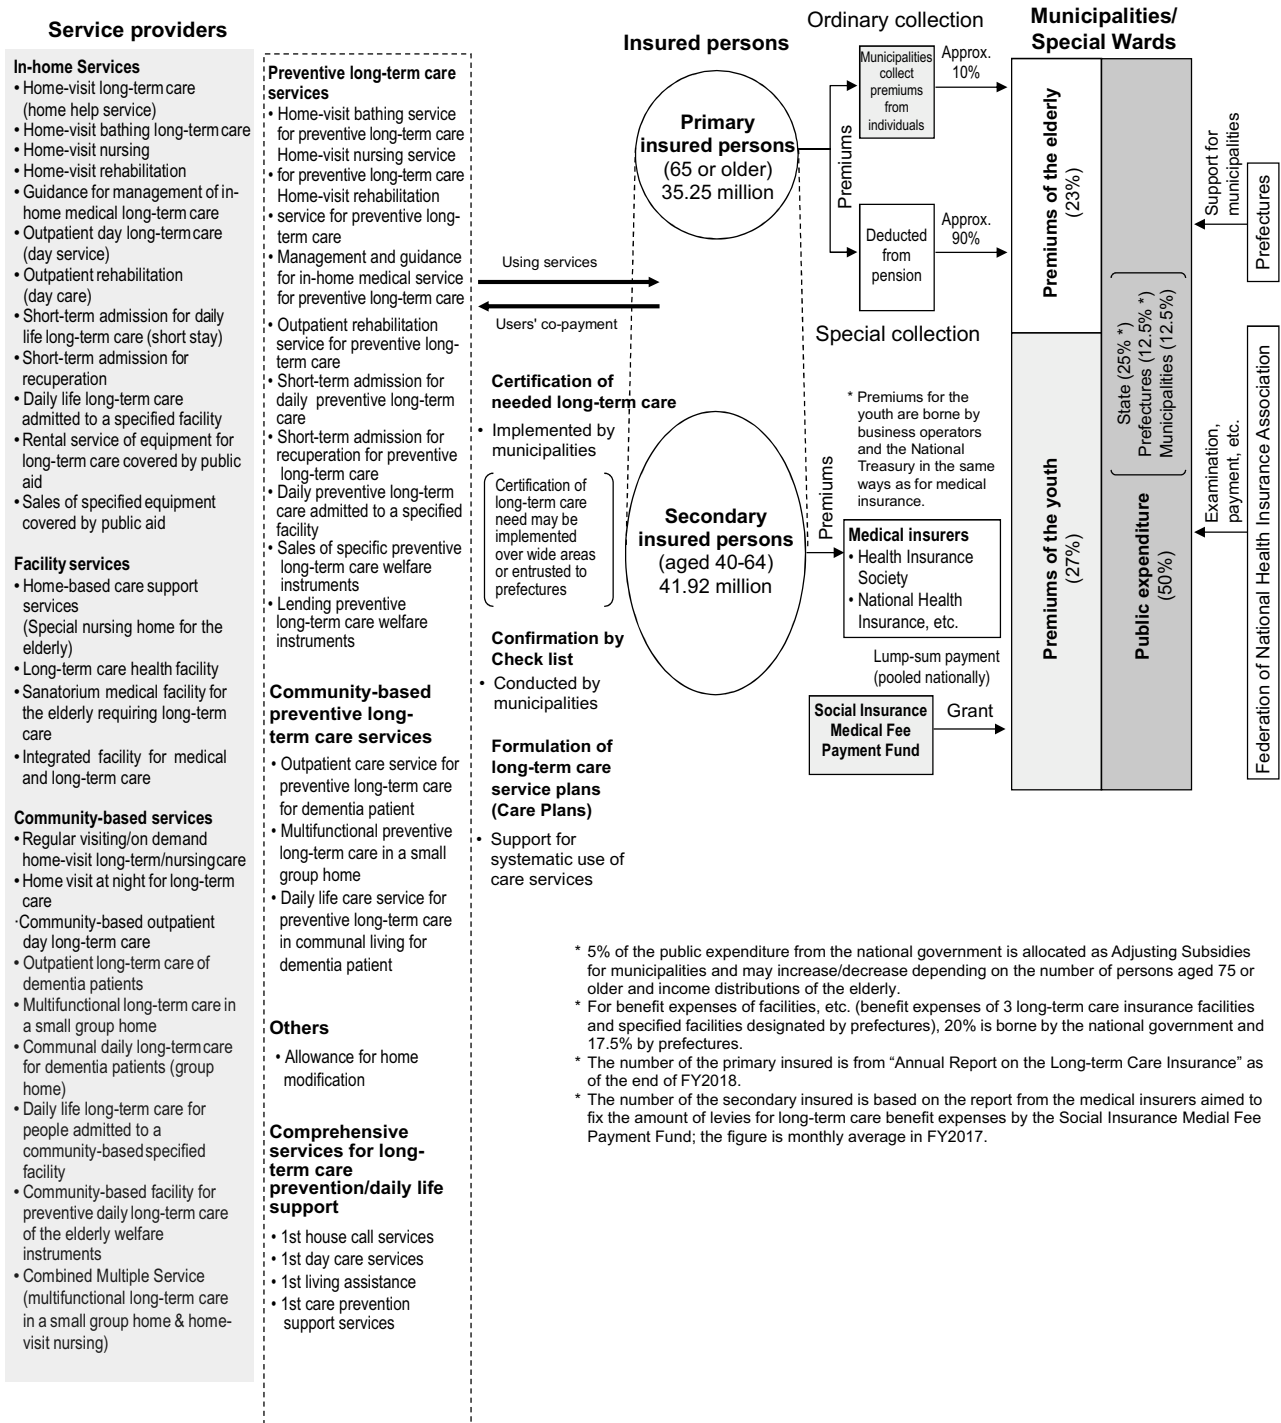 Service providers
In-home Services
• Home-visit long-term care
(home help service)
• Home-visit bathing long-term care
• Home-visit nursing
• Home-visit rehabilitation
• Guidance for management of in-
home medical long-term care
• Outpatient day long-term care
(day service)
• Outpatient rehabilitation
(day care)
• Short-term admission for daily
life long-term care (short stay)
• Short-term admission for
recuperation
• Daily life long-term care
admitted to a specified facility
• Rental service of equipment for
long-term care covered by public
aid
• Sales of specified equipment
covered by public aid
Facility services
• Home-based care support
services
(Special nursing home for the
elderly)
• Long-term care health facility
• Sanatorium medical facility for
the elderly requiring long-term
care
• Integrated facility for medical
and long-term care
Community-based services
• Regular visiting/on demand
home-visit long-term/nursing care
• Home visit at night for long-term
care
·Community-based outpatient
day long-term care
• Outpatient long-term care of
dementia patients
• Multifunctional long-term care in
a small group home
• Communal daily long-term care
for dementia patients (group
home)
• Daily life long-term care for
people admitted to a
community-based specified
facility
• Community-based facility for
preventive daily long-term care
of the elderly welfare
instruments
• Combined Multiple Service
(multifunctional long-term care
in a small group home & home-
visit nursing)
Preventive long-term care
services
• Home-visit bathing service
for preventive long-term care
Home-visit nursing service
• for preventive long-term care
Home-visit rehabilitation
• service for preventive long-
term care
• Management and guidance
for in-home medical service
for preventive long-term care
• Outpatient rehabilitation
service for preventive long-
term care
• Short-term admission for
daily preventive long-term
care
• Short-term admission for
recuperation for preventive
long-term care
• Daily preventive long-term
care admitted to a specified
facility
• Sales of specific preventive
long-term care welfare
instruments
• Lending preventive
long-term care welfare
instruments
Community-based
preventive long-
term care services
• Outpatient care service for
preventive long-term care
for dementia patient
• Multifunctional preventive
long-term care in a small
group home
• Daily life care service for
preventive long-term care
in communal living for
dementia patient
Others
• Allowance for home
modification
Comprehensive
services for long-
term care
prevention/daily life
support
• 1st house call services
• 1st day care services
• 1st living assistance
• 1st care prevention
support services
Using services
Users' co-payment
Certification of
needed long-term care
• Implemented by
municipalities
Certification of
long-term care
need may be
implemented
over wide areas
or entrusted to
prefectures
Confirmation by
Check list
• Conducted by
municipalities
Formulation of
long-term care
service plans
(Care Plans)
• Support for
systematic use of
care services
Insured persons
Primary
insured persons
(65 or older)
35.25 million
Secondary
insured persons
(aged 40-64)
41.92 million
Ordinary collection
Premiums
Municipalities
collect
premiums
from
individuals
Approx.
10%
Deducted
from
pension
Approx.
90%
Special collection
* Premiums for the
youth are borne by
business operators
and the National
Treasury in the same
ways as for medical
insurance.
Premiums
Medical insurers
• Health Insurance
Society
• National Health
Insurance, etc.
Lump-sum payment
(pooled nationally)
Social Insurance
Medical Fee
Payment Fund
Grant
Municipalities/
Special Wards
Premiums of the elderly
(23%)
Premiums of the youth
(27%)
Public expenditure
(50%)
State (25% *)
Prefectures (12.5% *)
Municipalities (12.5%)
Support for
municipalities
Prefectures
Examination,
payment, etc.
Federation of National Health Insurance Association
* 5% of the public expenditure from the national government is allocated as Adjusting Subsidies
for municipalities and may increase/decrease depending on the number of persons aged 75 or
older and income distributions of the elderly.
* For benefit expenses of facilities, etc. (benefit expenses of 3 long-term care insurance facilities
and specified facilities designated by prefectures), 20% is borne by the national government and
17.5% by prefectures.
* The number of the primary insured is from “Annual Report on the Long-term Care Insurance” as
of the end of FY2018.
* The number of the secondary insured is based on the report from the medical insurers aimed to
fix the amount of levies for long-term care benefit expenses by the Social Insurance Medial Fee
Payment Fund; the figure is monthly average in FY2017.